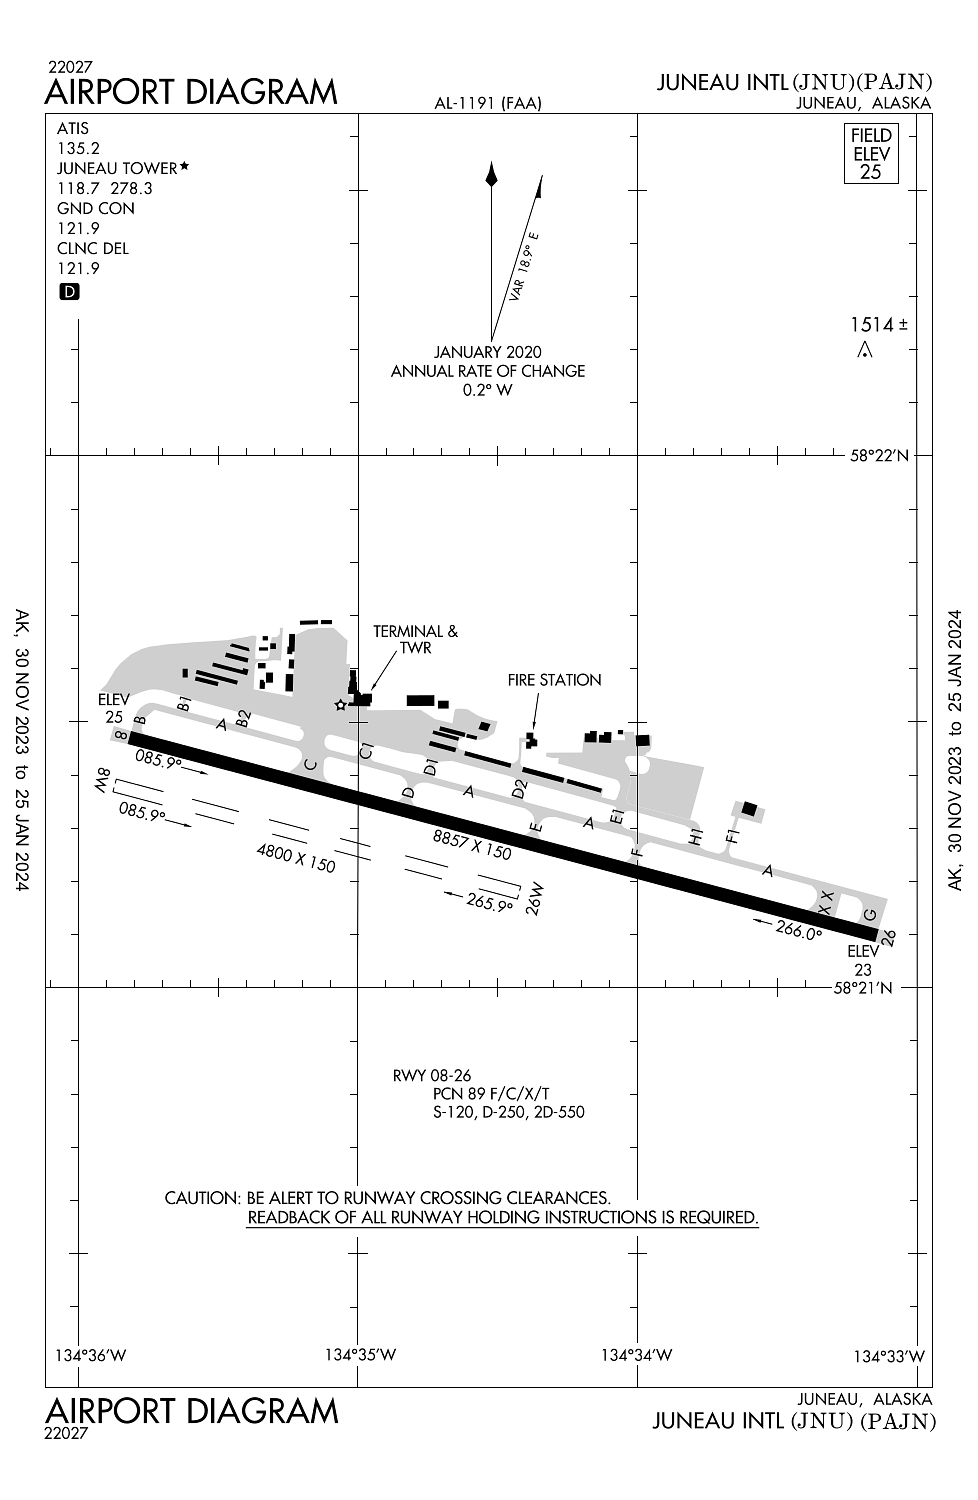 22027
AIRPORT DIAGRAM
AL-1191 (FAA)
JUNEAU INTL (JNU)(PAJN)
JUNEAU, ALASKA
ATIS
135.2
JUNEAU TOWER★
118.7 278.3
GND CON
121.9
CLNC DEL
121.9
D
FIELD
ELEV
25
VAR 18.9° E
JANUARY 2020
ANNUAL RATE OF CHANGE
0.2° W
1514 ±
58°22'N
AK, 30 NOV 2023 to 25 JAN 2024
AK, 30 NOV 2023 to 25 JAN 2024
TERMINAL &
TWR
FIRE STATION
ELEV
25
8
B
B1
A
B2
C
C1
D
D1
A
D2
E
A
E1
F
H1
F1
A
X X
G
26
085.9°
8W
085.9°
4800 X 150
8857 X 150
265.9°
26W
266.0°
ELEV
23
58°21'N
RWY 08-26
PCN 89 F/C/X/T
S-120, D-250, 2D-550
CAUTION: BE ALERT TO RUNWAY CROSSING CLEARANCES.
READBACK OF ALL RUNWAY HOLDING INSTRUCTIONS IS REQUIRED.
134°36'W
134°35'W
134°34'W
134°33'W
AIRPORT DIAGRAM
22027
JUNEAU, ALASKA
JUNEAU INTL (JNU) (PAJN)